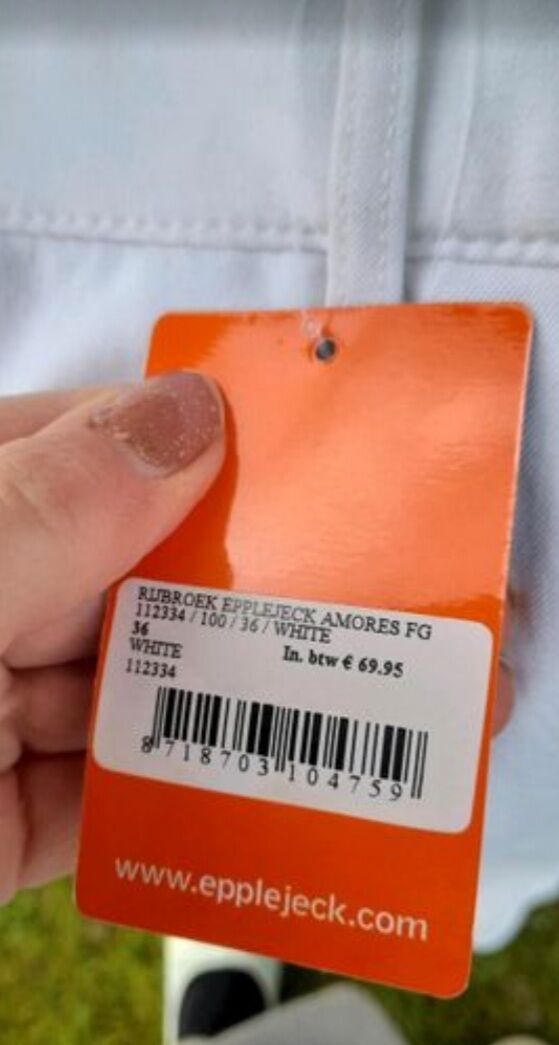 RIJBROEK EPPLEJECK AMORES FG
112334 / 100 / 36 / WHITE
36
WHITE In. btw € 69.95
112334
8 718703 104759
www.epplejeck.com